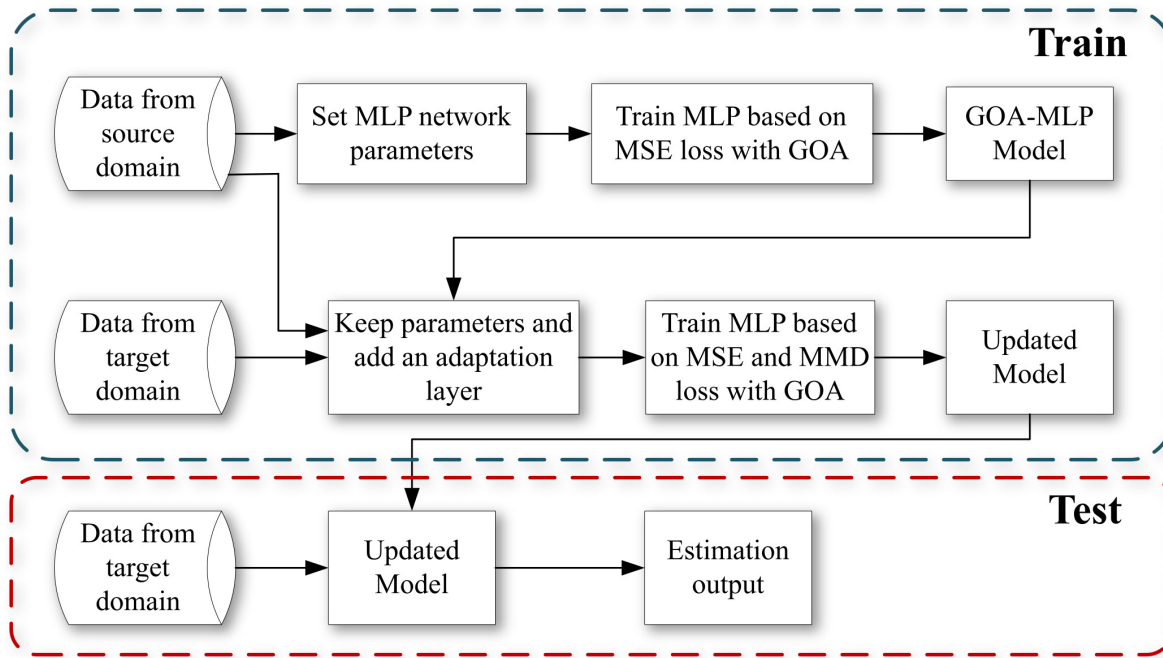 Train
Data from
source
domain
Set MLP network
parameters
Train MLP based on
MSE loss with GOA
GOA-MLP
Model
Data from
target
domain
Keep parameters and
add an adaptation
layer
Train MLP based
on MSE and MMD
loss with GOA
Updated
Model
Test
Data from
target
domain
Updated
Model
Estimation
output